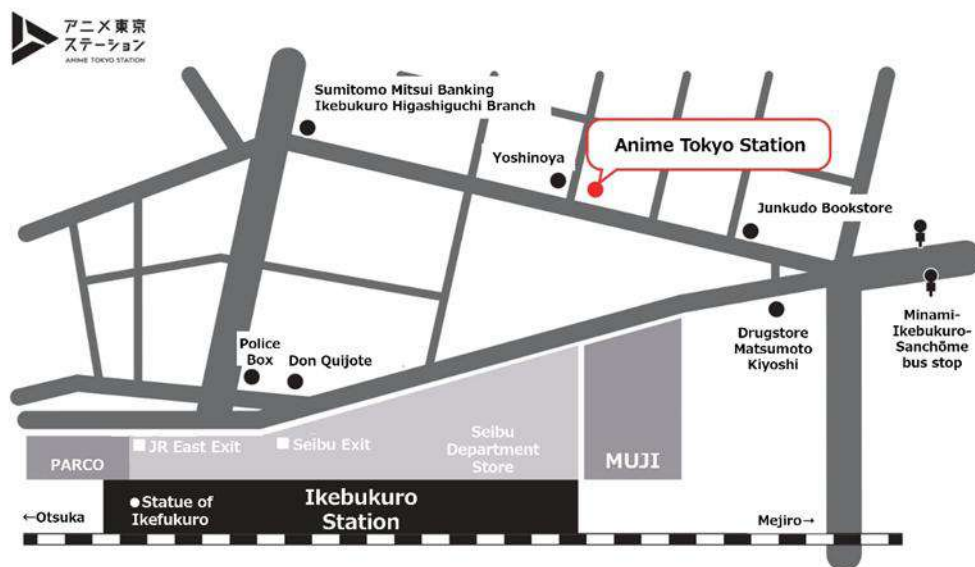 アニメ東京
ステーション
ANIME TOKYO STATION
Sumitomo Mitsui Banking
Ikebukuro Higashiguchi Branch
Yoshinoya
Anime Tokyo Station
Junkudo Bookstore
Police
Box
Don Quijote
Drugstore
Matsumoto
Kiyoshi
Minami-
Ikebukuro-
Sanchōme
bus stop
PARCO
JR East Exit
Seibu Exit
Seibu
Department
Store
MUJI
Statue of
Ikefukuro
Ikebukuro
Station
←Otsuka
Mejiro→